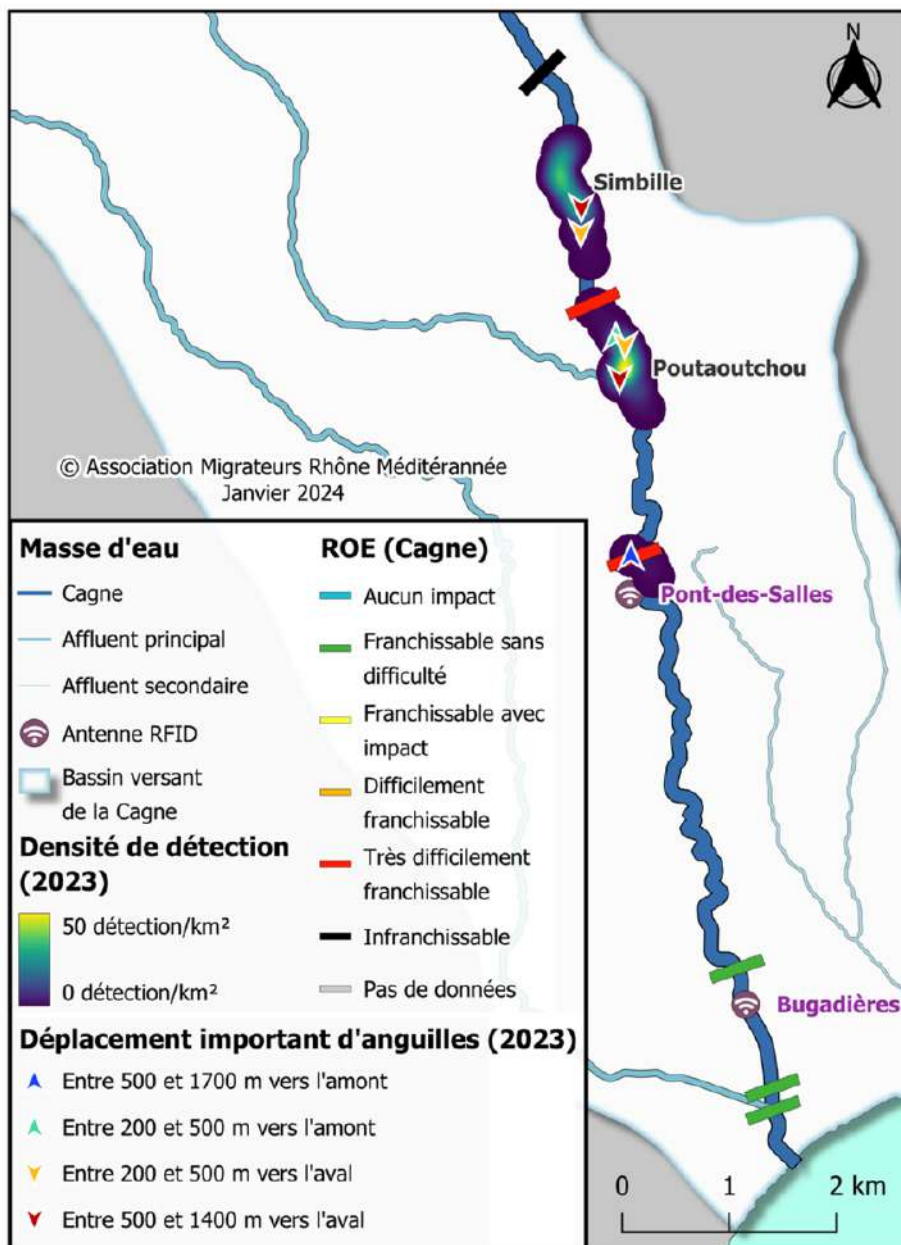 N
Simbille
Poutaoutchou
© Association Migrateurs Rhône Méditérannée
Janvier 2024
Pont-des-Salles
Bugadières
0 1 2 km
Masse d'eau
Cagne
Affluent principal
Affluent secondaire
Antenne RFID
Bassin versant
de la Cagne
Densité de détection
(2023)
50 détection/km²
0 détection/km²
ROE (Cagne)
Aucun impact
Franchissable sans
difficulté
Franchissable avec
impact
Difficilement
franchissable
Très difficilement
franchissable
Infranchissable
Pas de données
Déplacement important d'anguilles (2023)
Entre 500 et 1700 m vers l'amont
Entre 200 et 500 m vers l'amont
Entre 200 et 500 m vers l'aval
Entre 500 et 1400 m vers l'aval